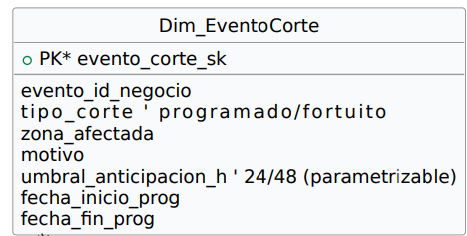 Dim_EventoCorte
PK* evento_corte_sk
evento_id_negocio
tipo_corte ' programado/fortuito
zona_afectada
motivo
umbral_anticipacion_h ' 24/48 (parametrizable)
fecha_inicio_prog
fecha_fin_prog